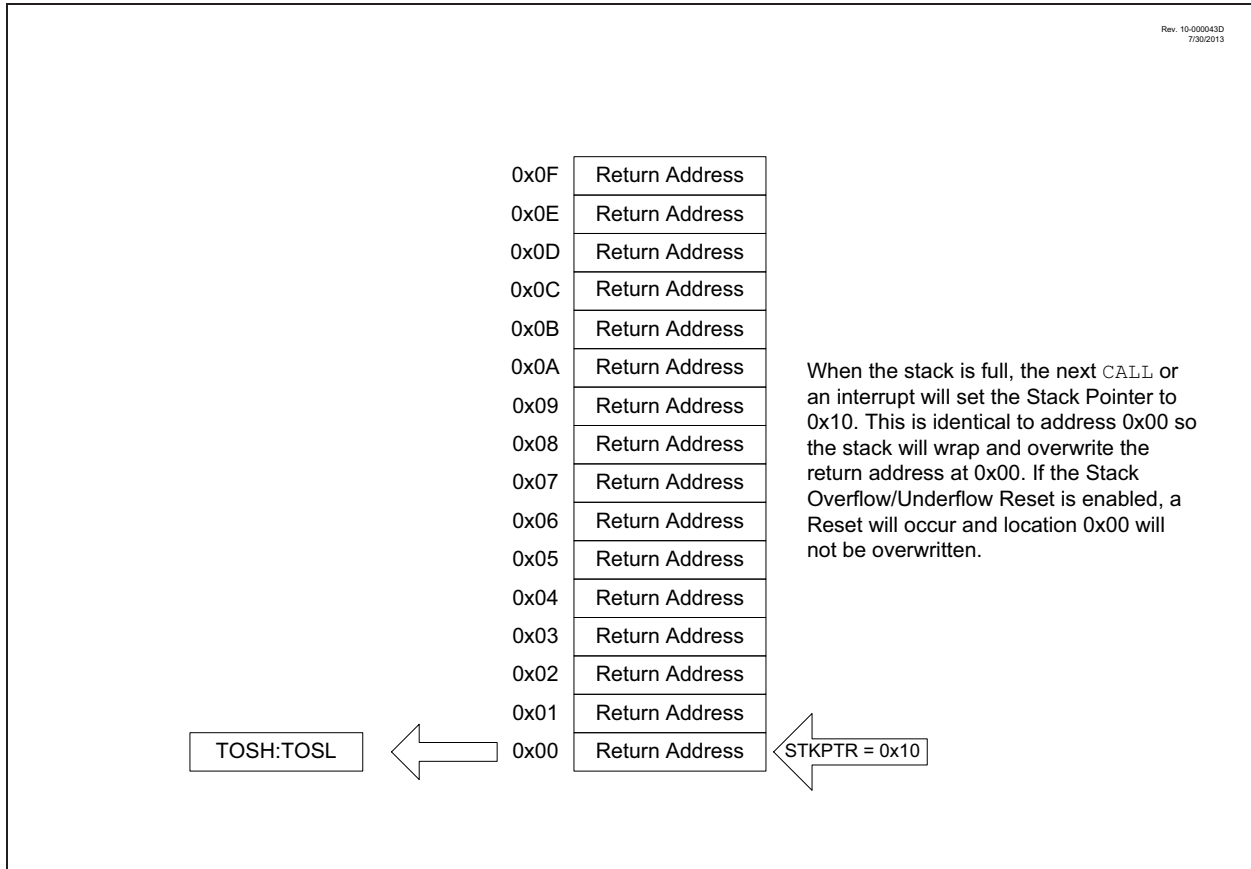 Rev. 10-000043D
7/30/2013
0x0F Return Address
0x0E Return Address
0x0D Return Address
0x0C Return Address
0x0B Return Address
0x0A Return Address
0x09 Return Address
0x08 Return Address
0x07 Return Address
0x06 Return Address
0x05 Return Address
0x04 Return Address
0x03 Return Address
0x02 Return Address
0x01 Return Address
TOSH:TOSL 0x00 Return Address STKPTR = 0x10
When the stack is full, the next CALL or
an interrupt will set the Stack Pointer to
0x10. This is identical to address 0x00 so
the stack will wrap and overwrite the
return address at 0x00. If the Stack
Overflow/Underflow Reset is enabled, a
Reset will occur and location 0x00 will
not be overwritten.